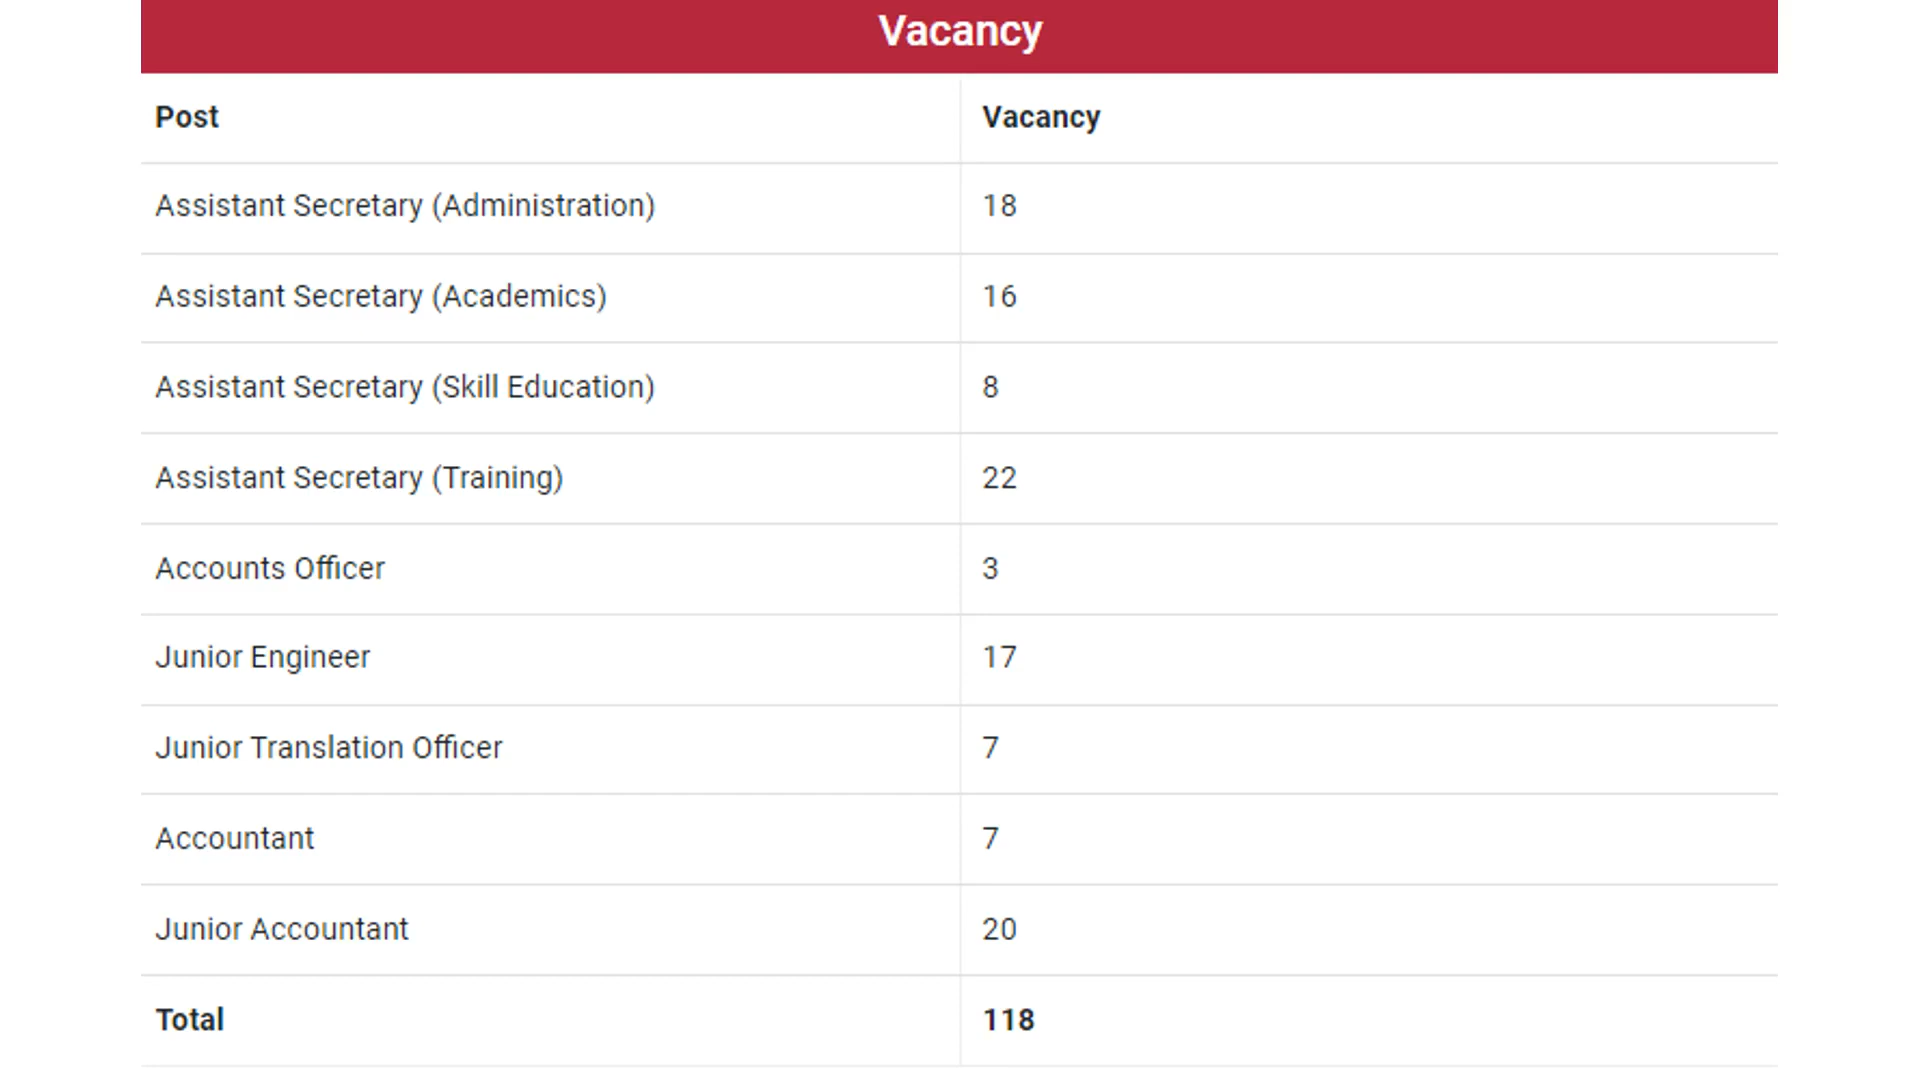 Vacancy
Post Vacancy
Assistant Secretary (Administration) 18
Assistant Secretary (Academics) 16
Assistant Secretary (Skill Education) 8
Assistant Secretary (Training) 22
Accounts Officer 3
Junior Engineer 17
Junior Translation Officer 7
Accountant 7
Junior Accountant 20
Total 118